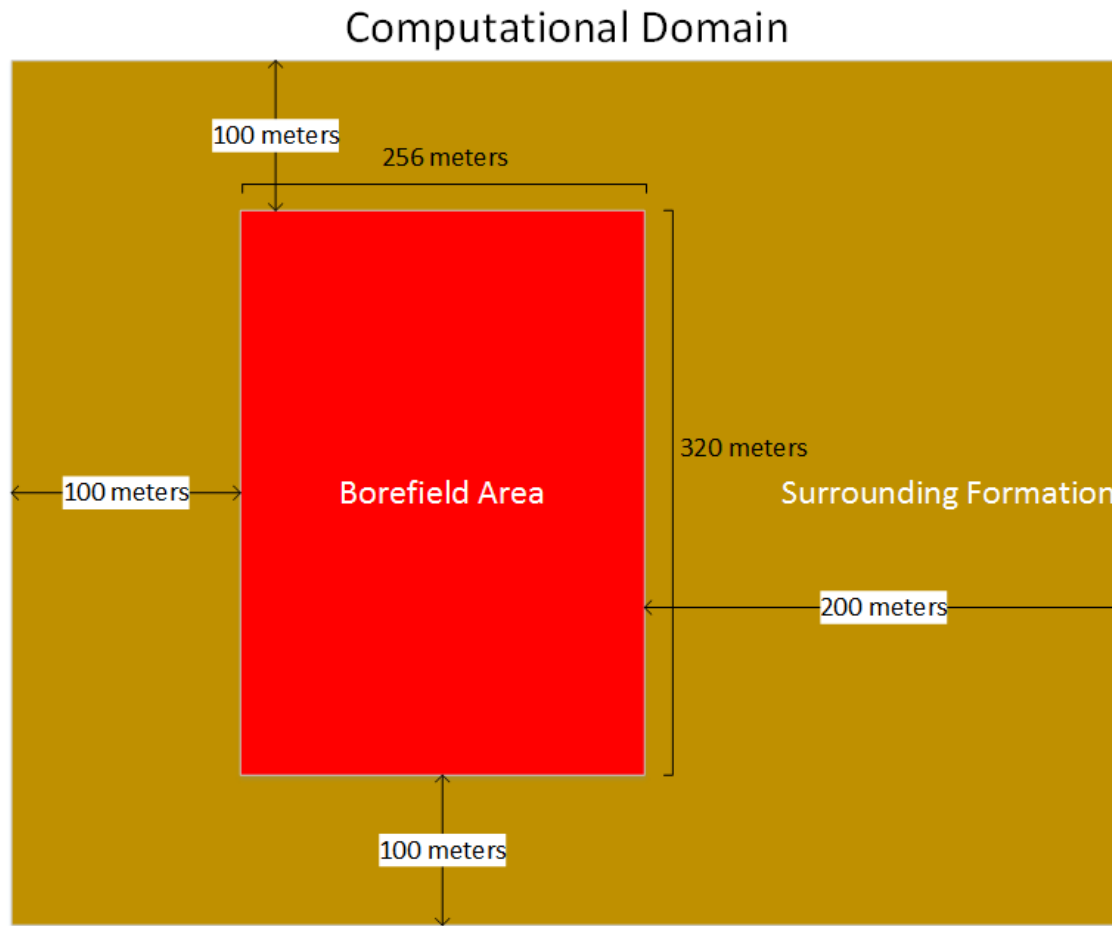 Computational Domain
100 meters
256 meters
320 meters
100 meters
Borefield Area
Surrounding Formation
200 meters
100 meters